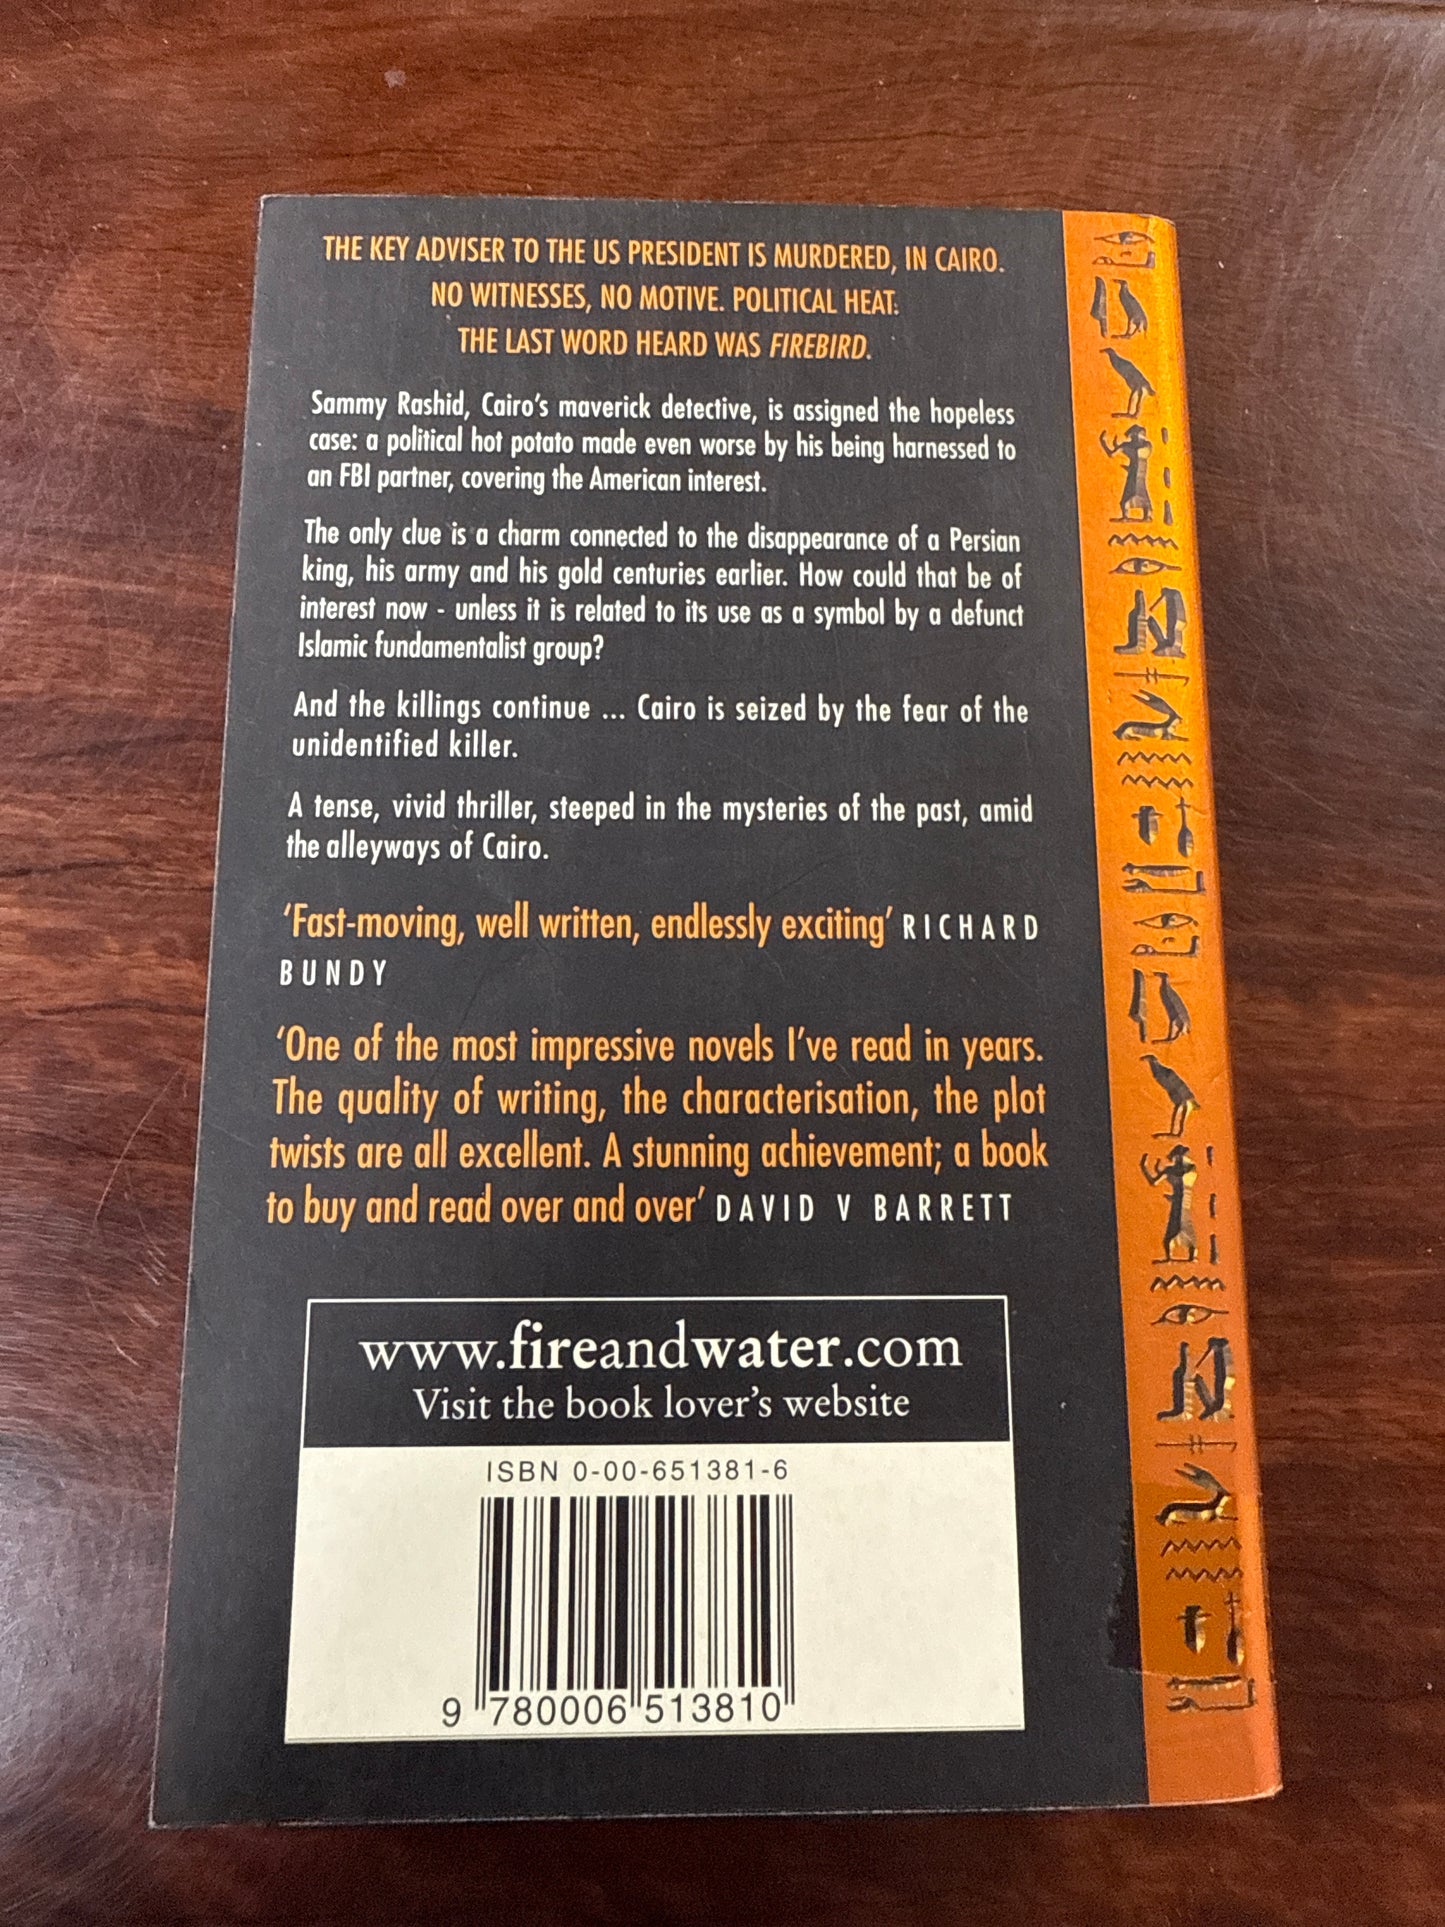 THE KEY ADVISER TO THE US PRESIDENT IS MURDERED, IN CAIRO.
NO WITNESSES, NO MOTIVE. POLITICAL HEAT.
THE LAST WORD HEARD WAS FIREBIRD.
Sammy Rashid, Cairo's maverick detective, is assigned the hopeless
case: a political hot potato made even worse by his being harnessed to
an FBI partner, covering the American interest.
The only clue is a charm connected to the disappearance of a Persian
king, his army and his gold centuries earlier. How could that be of
interest now - unless it is related to its use as a symbol by a defunct
Islamic fundamentalist group?
And the killings continue ... Cairo is seized by the fear of the
unidentified killer.
A tense, vivid thriller, steeped in the mysteries of the past, amid
the alleyways of Cairo.
‘Fast-moving, well written, endlessly exciting’ RICHARD
BUNDY
‘One of the most impressive novels I've read in years.
The quality of writing, the characterisation, the plot
twists are all excellent. A stunning achievement; a book
to buy and read over and over’ DAVID V BARRETT
www.fireandwater.com
Visit the book lover's website
ISBN 0-00-651381-6
9 780006 513810